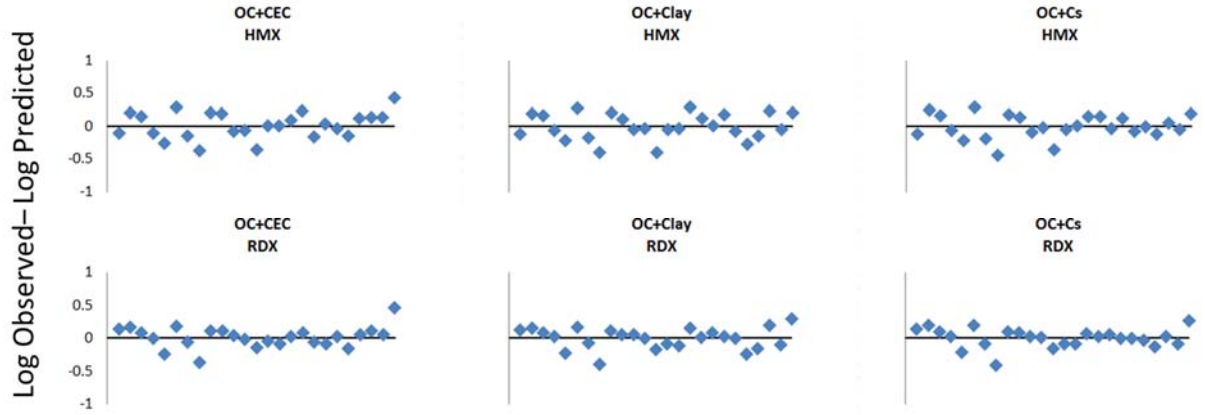 Log Observed– Log Predicted
OC+CEC
HMX
1
0.5
0
-0.5
-1
OC+Clay
HMX
OC+Cs
HMX
OC+CEC
RDX
1
0.5
0
-0.5
-1
OC+Clay
RDX
OC+Cs
RDX